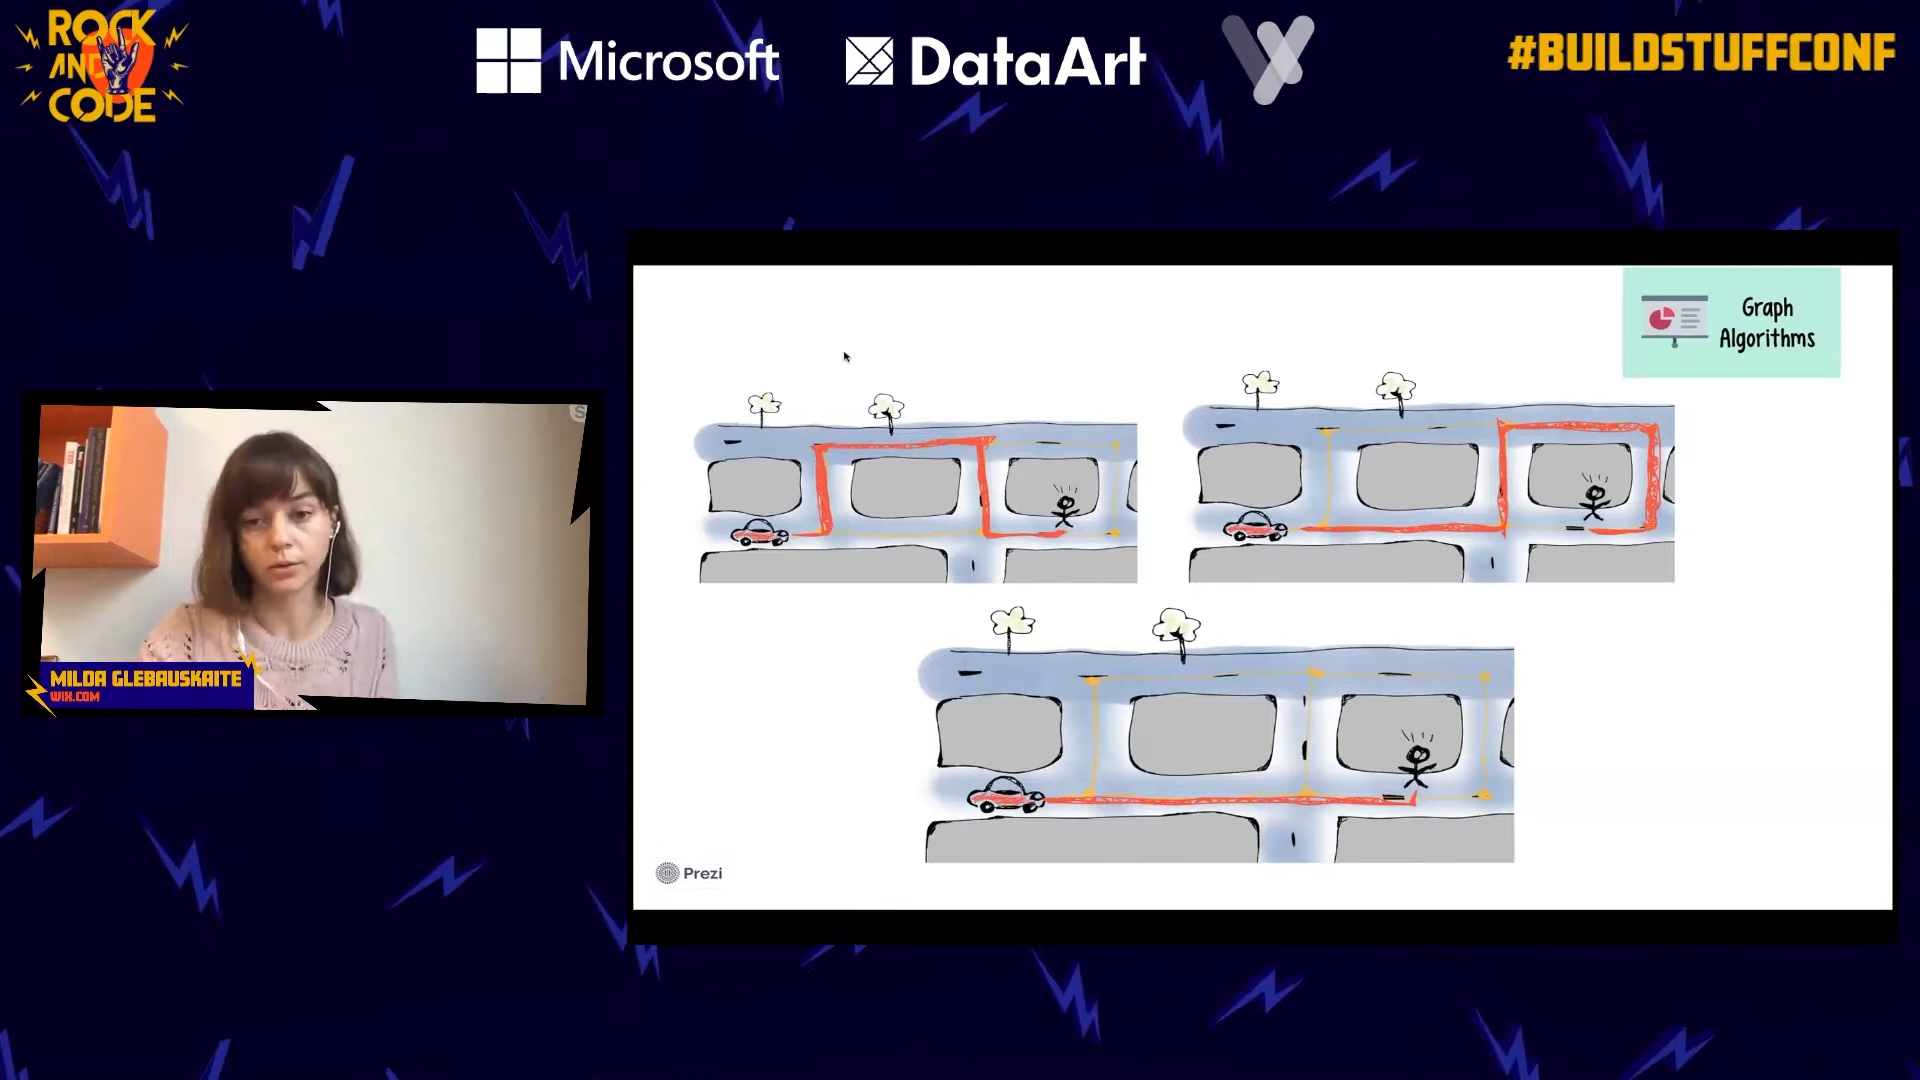 ROCK
AND
CODE
Microsoft
DataArt
#BUILDSTUFFCONF
Graph
Algorithms
MILDA GLEBAUSKAITE
WIX.COM
Prezi